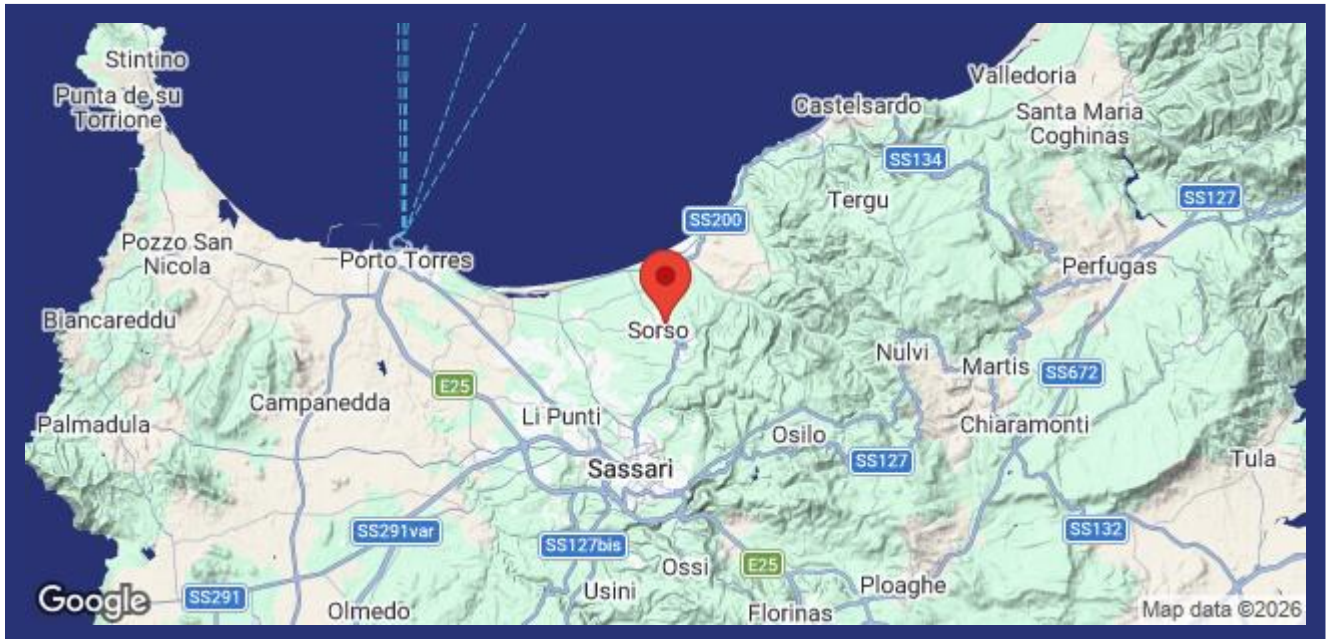 Stintino
Valledoria
Punta de su
Torrione
Castelsardo
Santa Maria
Coghinas
SS134
SS127
Tergu
SS200
Pozzo San
Nicola
Porto Torres
Perfugas
Biancareddu
Sorso
Nulvi
Martis
SS672
E25
Campanedda
Li Punti
Palmadula
Osilo
Chiaramonti
Sassari
SS127
Tula
SS291var
SS127bis
SS132
Ossi
E25
Ploaghe
Usini
Google
SS291
Olmedo
Florinas
Map data ©2026